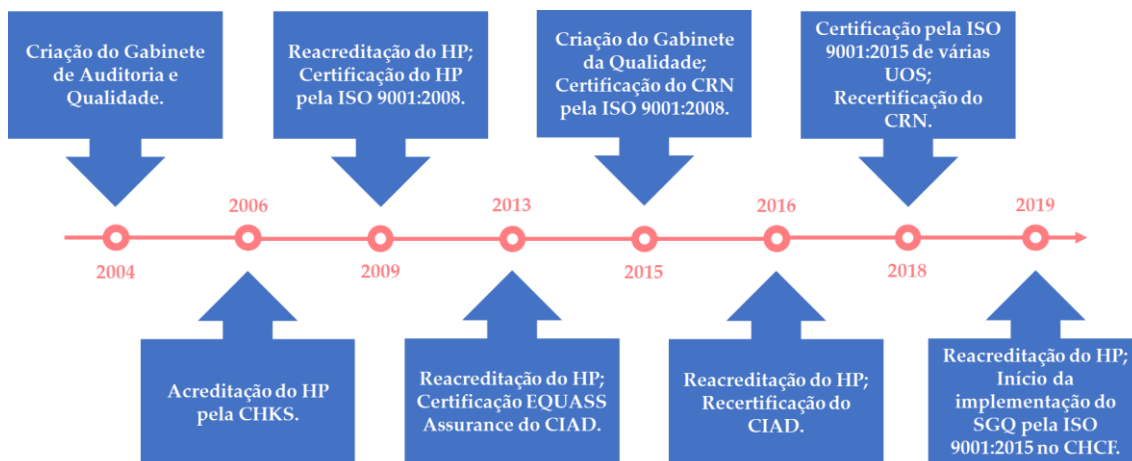 Criação do Gabinete
de Auditoria e
Qualidade.
Reacreditação do HP;
Certificação do HP
pela ISO 9001:2008.
Criação do Gabinete
da Qualidade;
Certificação do CRN
pela ISO 9001:2008.
Certificação pela ISO
9001:2015 de várias
UOS;
Recertificação do
CRN.
2006
2013
2016
2019
2004
2009
2015
2018
Acreditação do HP
pela CHKS.
Reacreditação do HP;
Certificação EQUASS
Assurance do CIAD.
Reacreditação do HP;
Recertificação do
CIAD.
Reacreditação do HP;
Início da
implementação do
SGQ pela ISO
9001:2015 no CHCF.